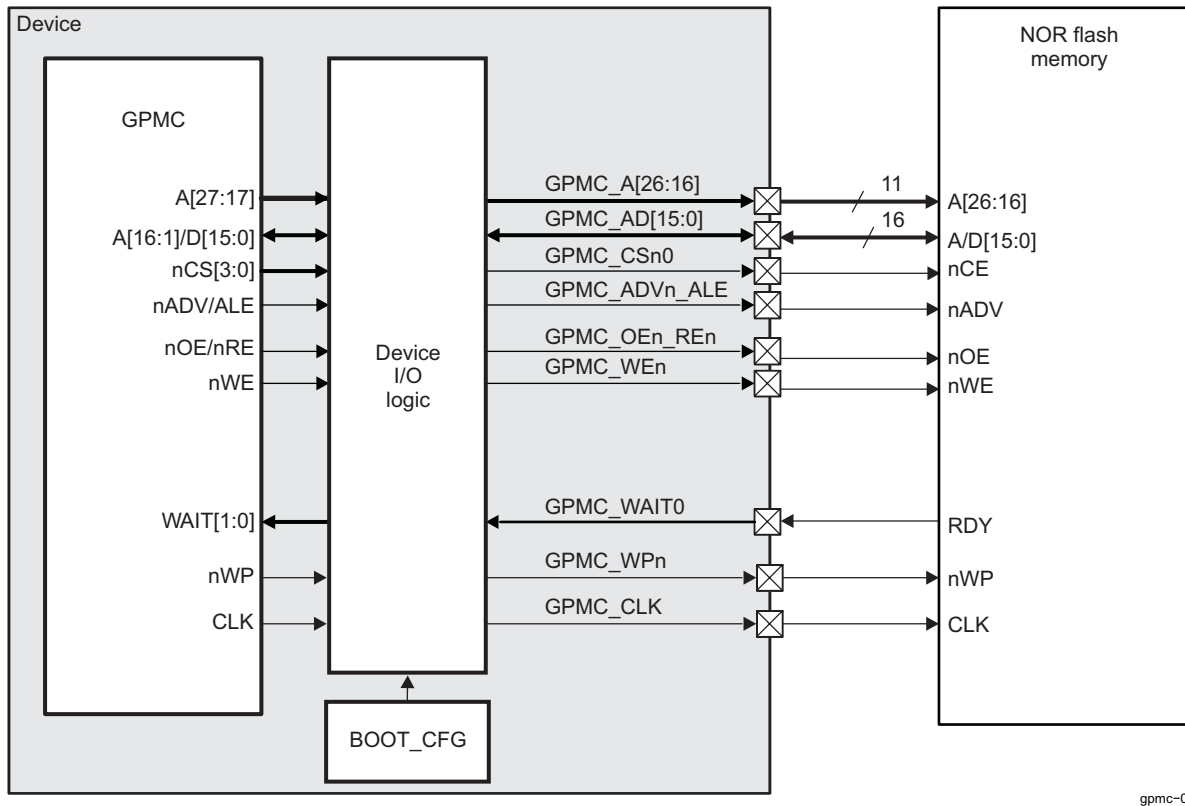 Device
NOR flash
memory
GPMC
A[27:17]
GPMC_A[26:16]
11
A[26:16]
A[16:1]/D[15:0]
GPMC_AD[15:0]
16
A/D[15:0]
nCS[3:0]
GPMC_CSn0
nCE
nADV/ALE
GPMC_ADVn_ALE
nADV
nOE/nRE
GPMC_OEn_REn
nOE
nWE
GPMC_WEn
nWE
Device
I/O
logic
WAIT[1:0]
GPMC_WAIT0
RDY
nWP
GPMC_WPn
nWP
CLK
GPMC_CLK
CLK
BOOT_CFG